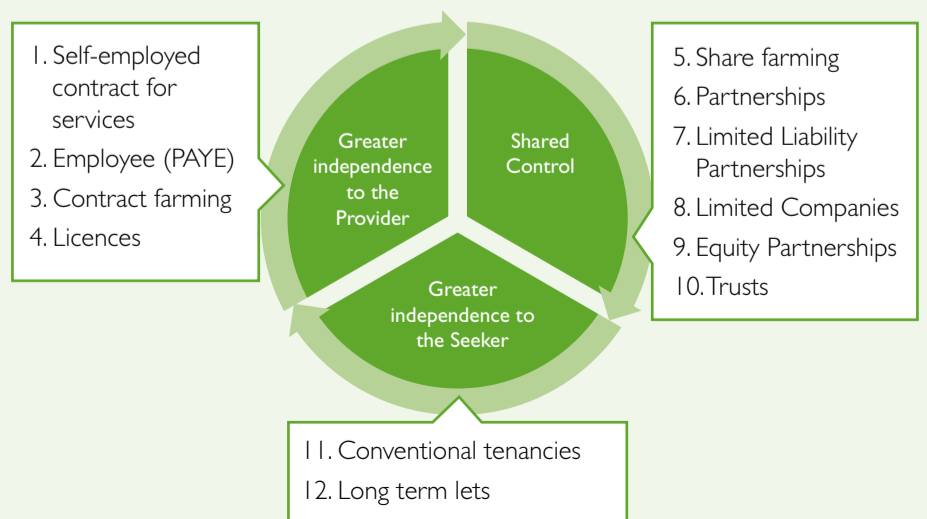 1. Self-employed
contract for
services
2. Employee (PAYE)
3. Contract farming
4. Licences
Greater
independence
to the
Provider
Shared
Control
5. Share farming
6. Partnerships
7. Limited Liability
Partnerships
8. Limited Companies
9. Equity Partnerships
10. Trusts
Greater
independence to
the Seeker
11. Conventional tenancies
12. Long term lets